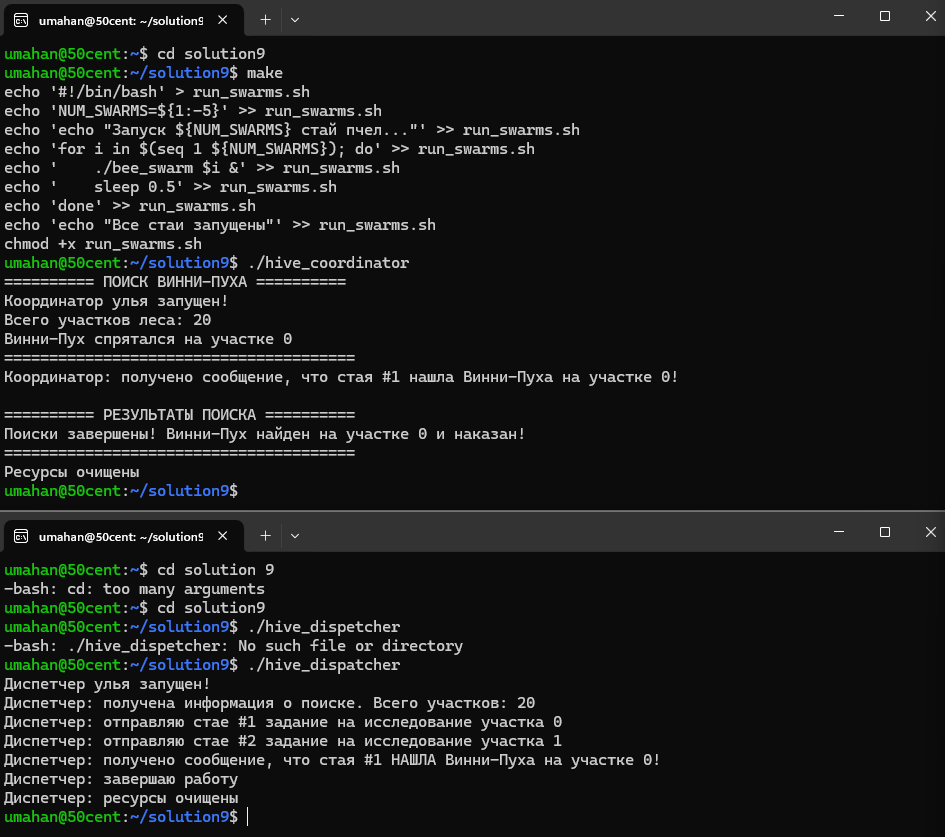 umahan@50cent: ~/solution9
umahan@50cent:~$ cd solution9
umahan@50cent:~/solution9$ make
echo '#!/bin/bash' > run_swarms.sh
echo 'NUM_SWARMS=${1:-5}' >> run_swarms.sh
echo 'echo "Запуск ${NUM_SWARMS} стай пчел..."' >> run_swarms.sh
echo 'for i in $(seq 1 ${NUM_SWARMS}); do' >> run_swarms.sh
echo '    ./bee_swarm $i &' >> run_swarms.sh
echo '    sleep 0.5' >> run_swarms.sh
echo 'done' >> run_swarms.sh
echo 'echo "Все стаи запущены"' >> run_swarms.sh
chmod +x run_swarms.sh
umahan@50cent:~/solution9$ ./hive_coordinator
========== ПОИСК ВИННИ-ПУХА ==========
Координатор улья запущен!
Всего участков леса: 20
Винни-Пух спрятался на участке 0
=======================================
Координатор: получено сообщение, что стая #1 нашла Винни-Пуха на участке 0!
========== РЕЗУЛЬТАТЫ ПОИСКА ==========
Поиски завершены! Винни-Пух найден на участке 0 и наказан!
=======================================
Ресурсы очищены
umahan@50cent:~/solution9$
umahan@50cent: ~/solution9
umahan@50cent:~$ cd solution 9
-bash: cd: too many arguments
umahan@50cent:~$ cd solution9
umahan@50cent:~/solution9$ ./hive_dispetcher
-bash: ./hive_dispetcher: No such file or directory
umahan@50cent:~/solution9$ ./hive_dispatcher
Диспетчер улья запущен!
Диспетчер: получена информация о поиске. Всего участков: 20
Диспетчер: отправляю стае #1 задание на исследование участка 0
Диспетчер: отправляю стае #2 задание на исследование участка 1
Диспетчер: получено сообщение, что стая #1 НАШЛА Винни-Пуха на участке 0!
Диспетчер: завершаю работу
Диспетчер: ресурсы очищены
umahan@50cent:~/solution9$